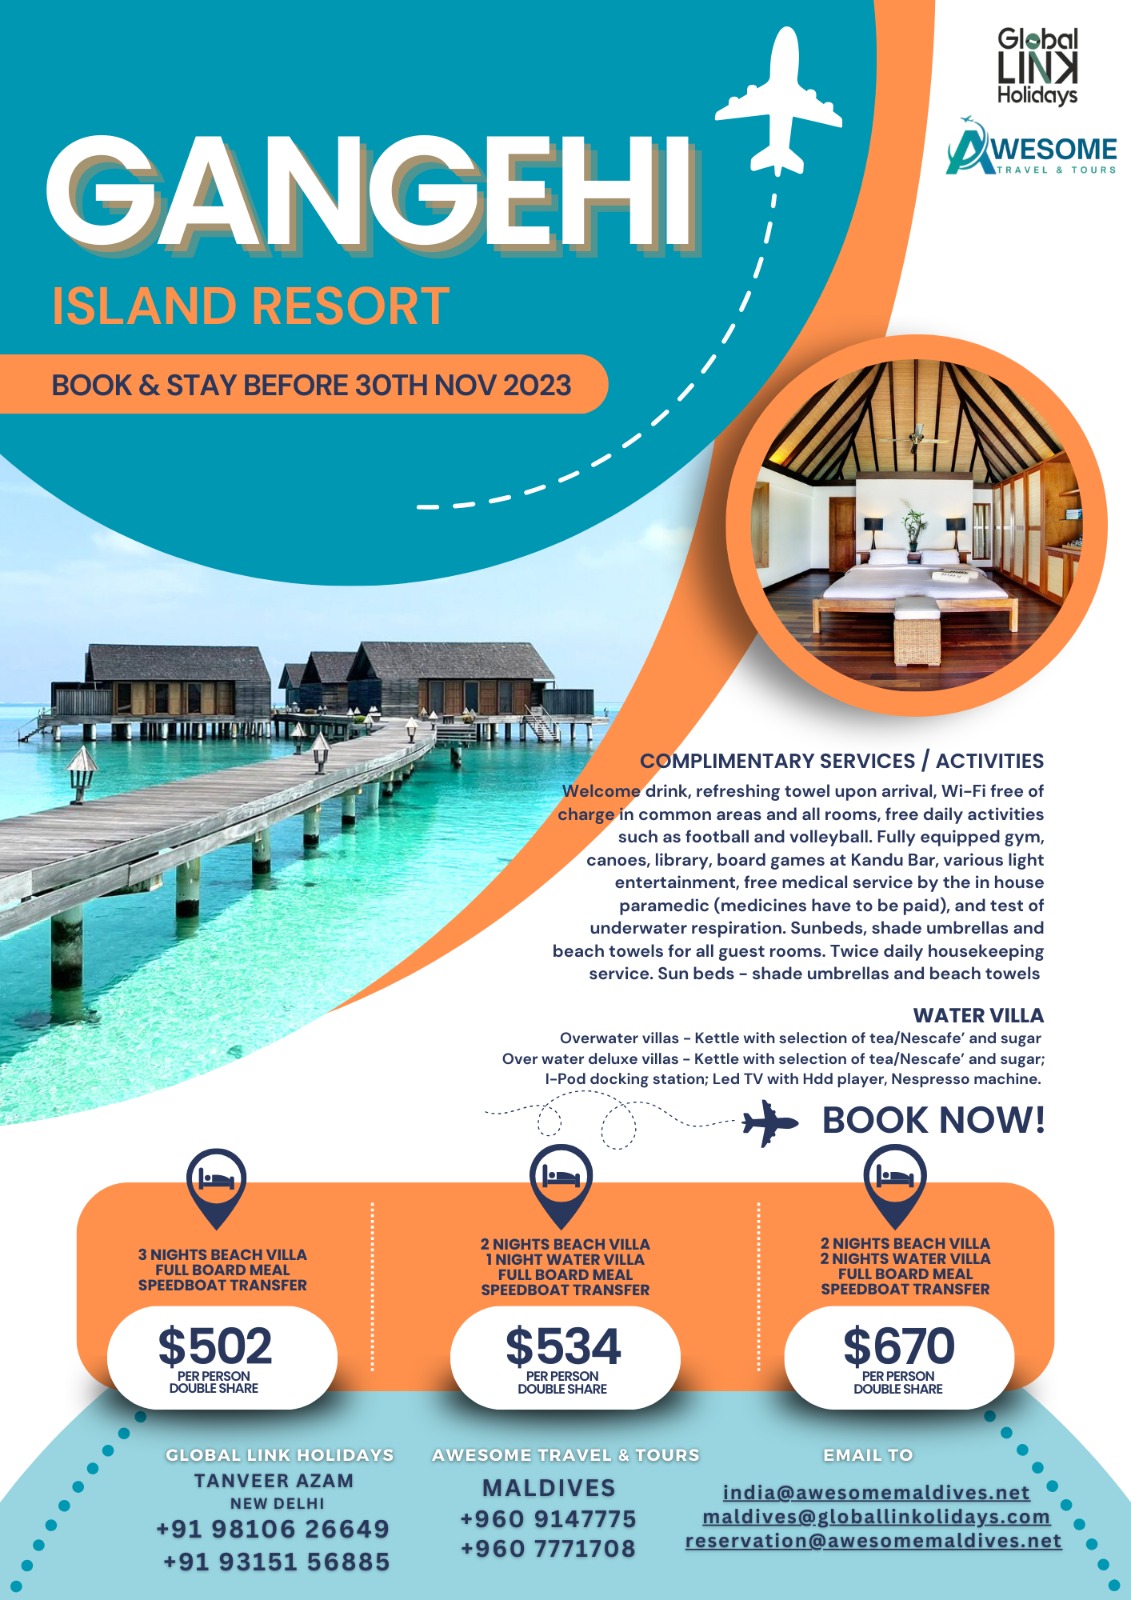 Global
LINK
Holidays
AWESOME
TRAVEL & TOURS
GANGEHI
ISLAND RESORT
BOOK & STAY BEFORE 30TH NOV 2023
COMPLIMENTARY SERVICES / ACTIVITIES
Welcome drink, refreshing towel upon arrival, Wi-Fi free of
charge in common areas and all rooms, free daily activities
such as football and volleyball. Fully equipped gym,
canoes, library, board games at Kandu Bar, various light
entertainment, free medical service by the in house
paramedic (medicines have to be paid), and test of
underwater respiration. Sunbeds, shade umbrellas and
beach towels for all guest rooms. Twice daily housekeeping
service. Sun beds - shade umbrellas and beach towels
WATER VILLA
Overwater villas - Kettle with selection of tea/Nescafe' and sugar
Over water deluxe villas - Kettle with selection of tea/Nescafe' and sugar;
I-Pod docking station; Led TV with Hdd player, Nespresso machine.
BOOK NOW!
3 NIGHTS BEACH VILLA
FULL BOARD MEAL
SPEEDBOAT TRANSFER
$502
PER PERSON
DOUBLE SHARE
2 NIGHTS BEACH VILLA
1 NIGHT WATER VILLA
FULL BOARD MEAL
SPEEDBOAT TRANSFER
$534
PER PERSON
DOUBLE SHARE
2 NIGHTS BEACH VILLA
2 NIGHTS WATER VILLA
FULL BOARD MEAL
SPEEDBOAT TRANSFER
$670
PER PERSON
DOUBLE SHARE
GLOBAL LINK HOLIDAYS
TANVEER AZAM
NEW DELHI
+91 98106 26649
+91 93151 56885
AWESOME TRAVEL & TOURS
MALDIVES
+960 9147775
+960 7771708
EMAIL TO
india@awesomemaldives.net
maldives@globallinkolidays.com
reservation@awesomemaldives.net